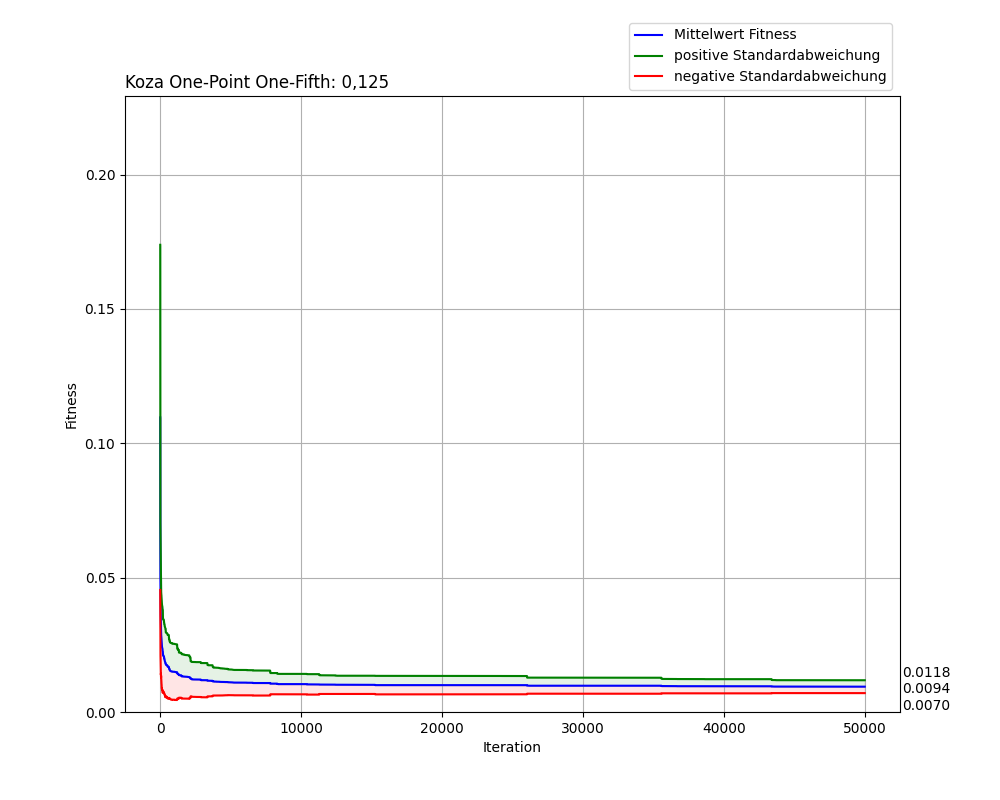 Mittelwert Fitness
positive Standardabweichung
negative Standardabweichung
Koza One-Point One-Fifth: 0,125
0.20
0.15
0.10
0.05
0.00
Fitness
0.0118
0.0094
0.0070
0 10000 20000 30000 40000 50000
Iteration